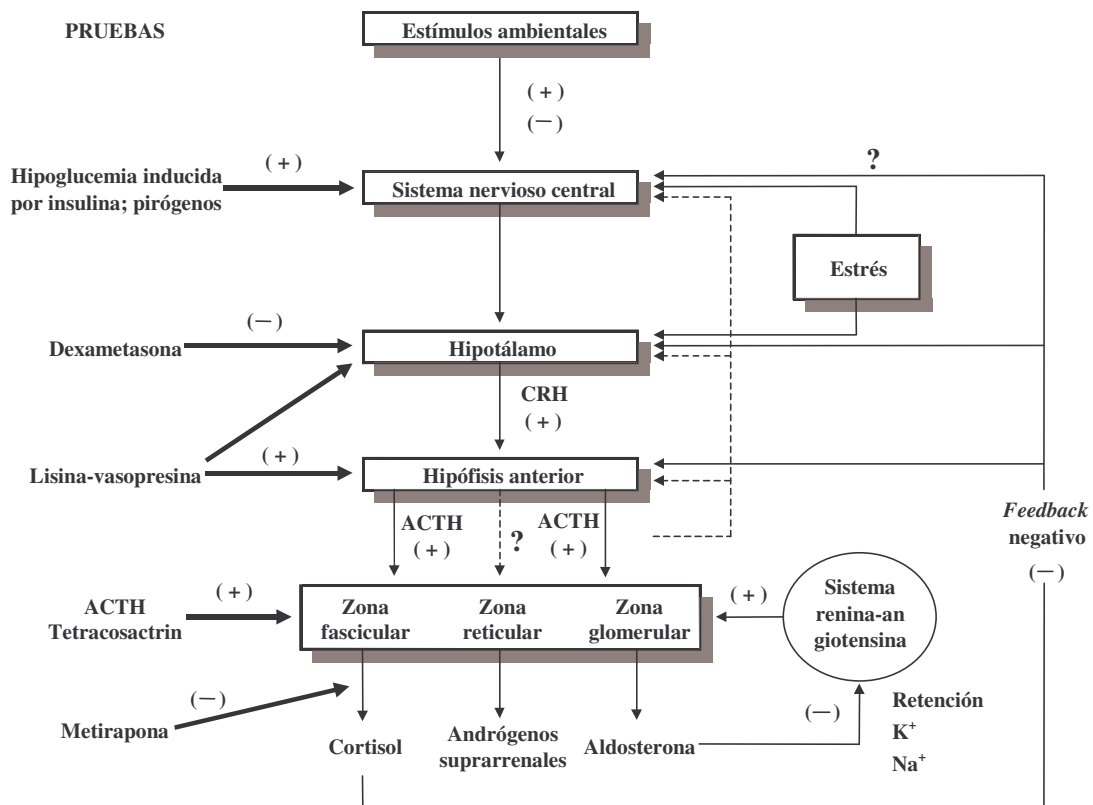 PRUEBAS
Estímulos ambientales
( + )
(—)
?
( + )
Hipoglucemia inducida
por insulina; pirógenos
Sistema nervioso central
Estrés
(—)
Dexametasona
Hipotálamo
CRH
( + )
( + )
Lisina-vasopresina
Hipófisis anterior
Feedback
negativo
(—)
ACTH
( + )
?
ACTH
( + )
( + )
ACTH
Tetracosactrin
Zona
fascicular
Zona
reticular
Zona
glomerular
( + )
Sistema
renina-an
giotensina
(—)
Metirapona
Cortisol
Andrógenos
suprarrenales
Aldosterona
(—)
Retención
K+
Na+